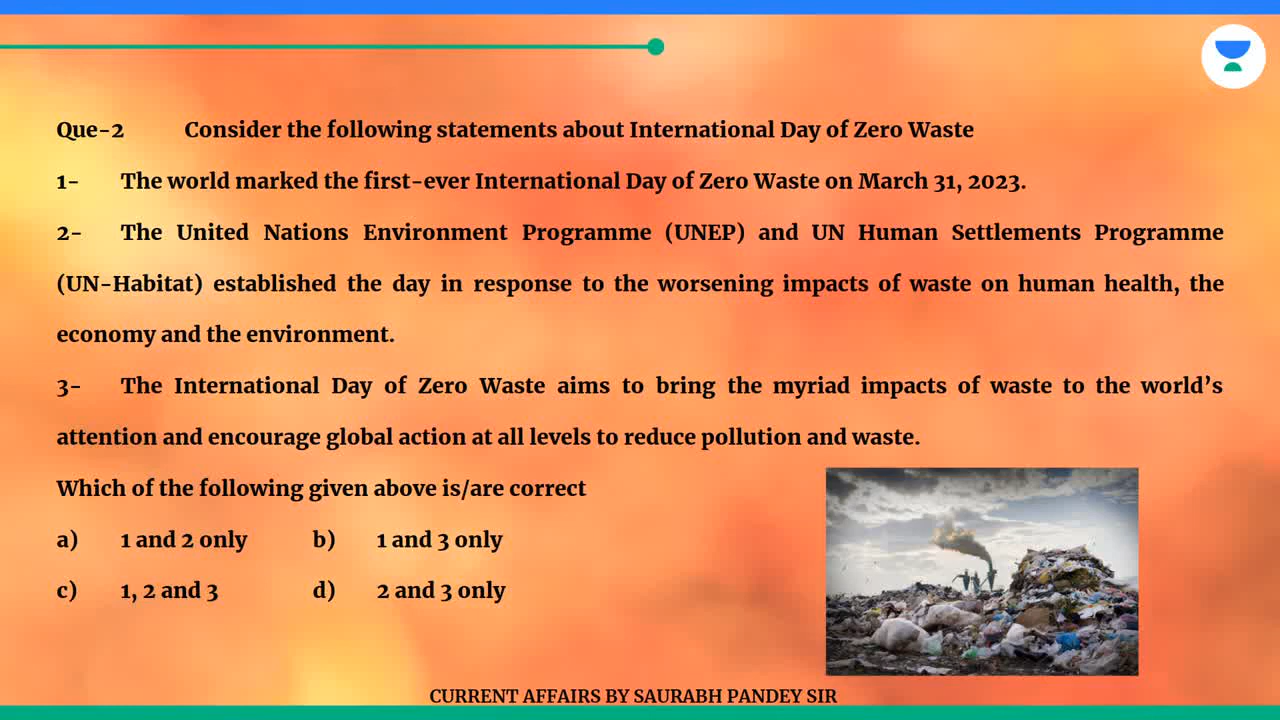 Que-2 Consider the following statements about International Day of Zero Waste
1- The world marked the first-ever International Day of Zero Waste on March 31, 2023.
2- The United Nations Environment Programme (UNEP) and UN Human Settlements Programme
(UN-Habitat) established the day in response to the worsening impacts of waste on human health, the
economy and the environment.
3- The International Day of Zero Waste aims to bring the myriad impacts of waste to the world’s
attention and encourage global action at all levels to reduce pollution and waste.
Which of the following given above is/are correct
a) 1 and 2 only b) 1 and 3 only
c) 1, 2 and 3 d) 2 and 3 only
CURRENT AFFAIRS BY SAURABH PANDEY SIR